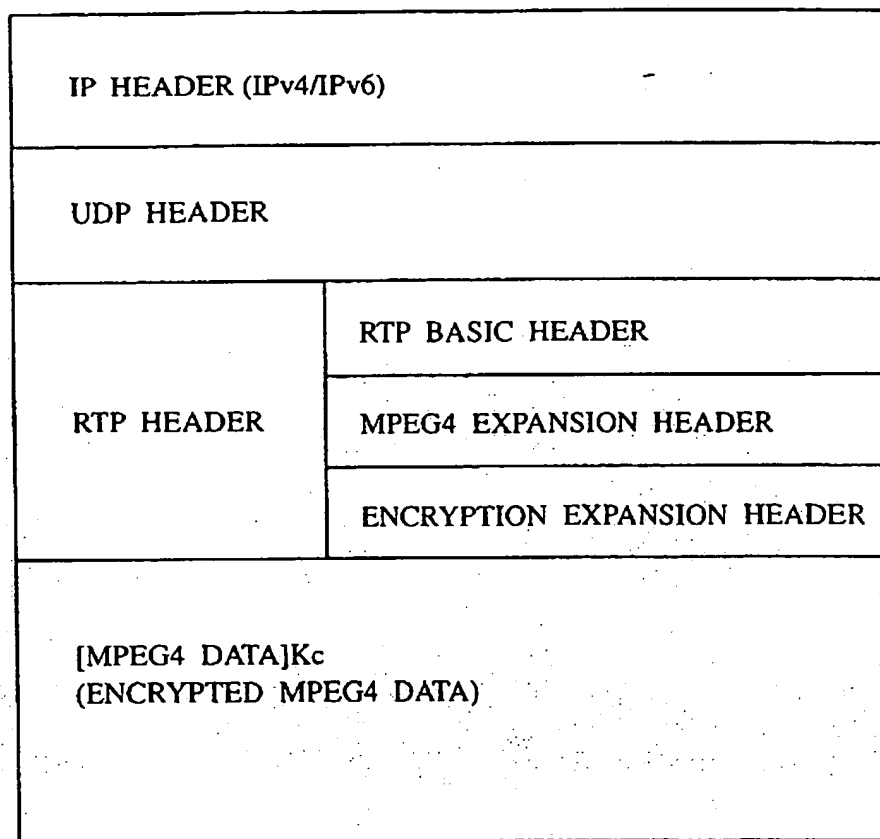 IP HEADER (IPv4/IPv6)
UDP HEADER
RTP HEADER
RTP BASIC HEADER
MPEG4 EXPANSION HEADER
ENCRYPTION EXPANSION HEADER
[MPEG4 DATA]Kc
(ENCRYPTED MPEG4 DATA)